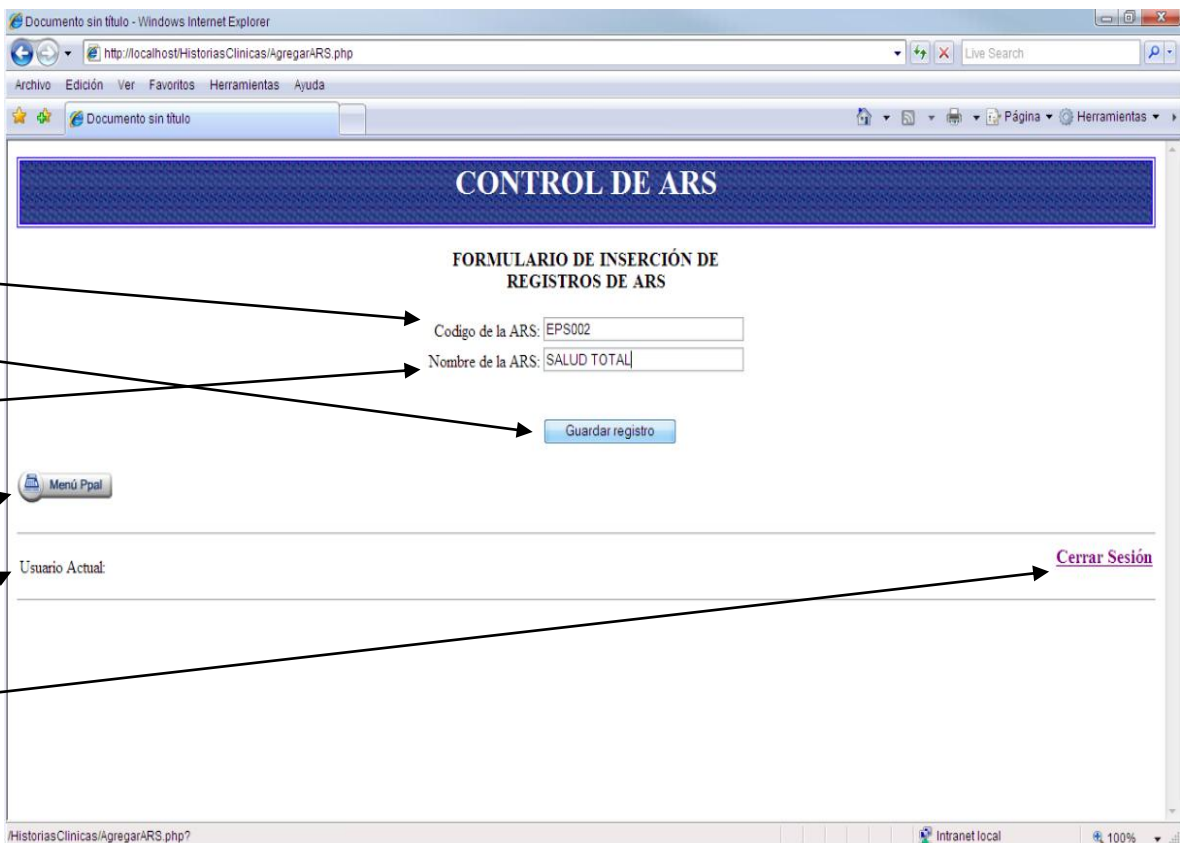 Documento sin título - Windows Internet Explorer
http://localhost/HistoriasClinicas/AgregarARS.php
Live Search
Archivo Edición Ver Favoritos Herramientas Ayuda
Documento sin título
Página
Herramientas
CONTROL DE ARS
FORMULARIO DE INSERCIÓN DE
REGISTROS DE ARS
Codigo de la ARS: EPS002
Nombre de la ARS: SALUD TOTAL
Guardar registro
Menú Ppal
Cerrar Sesión
Usuario Actual:
/HistoriasClinicas/AgregarARS.php?
Intranet local
100%